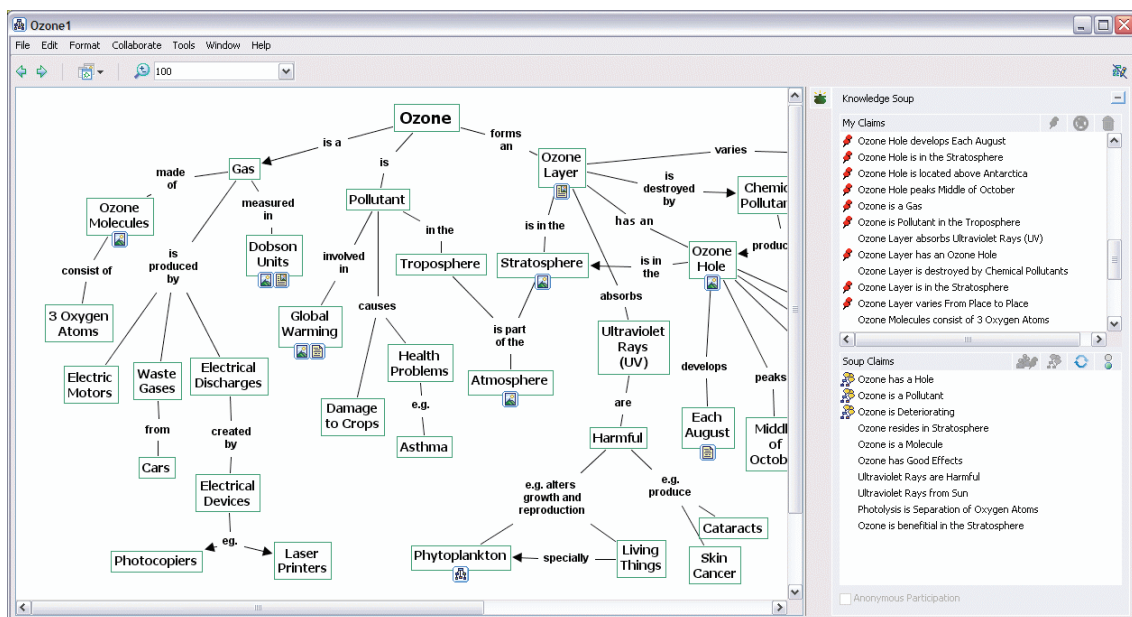 Ozone1
File Edit Format Collaborate Tools Window Help
100
Ozone
is a
is
forms
an
Gas
made
of
Ozone
Molecules
consist of
3 Oxygen
Atoms
is
produced
by
measured
in
Dobson
Units
Electric
Motors
Waste
Gases
from
Cars
Electrical
Discharges
created
by
Electrical
Devices
eg.
Photocopiers
Laser
Printers
Pollutant
involved
in
Global
Warming
causes
Damage
to Crops
Health
Problems
e.g.
Asthma
in the
Troposphere
Ozone
Layer
is in the
Stratosphere
is part
of the
Atmosphere
varies
is
destroyed
by
Chemic
Pollutan
produc
has an
Ozone
Hole
is in
the
absorbs
Ultraviolet
Rays
(UV)
are
Harmful
e.g. alters
growth and
reproduction
Phytoplankton
specially
Living
Things
e.g.
produce
Cataracts
Skin
Cancer
develops
Each
August
peaks
Middl
of
Octob
Knowledge Soup
My Claims
Ozone Hole develops Each August
Ozone Hole is in the Stratosphere
Ozone Hole is located above Antarctica
Ozone Hole peaks Middle of October
Ozone is a Gas
Ozone is Pollutant in the Troposphere
Ozone Layer absorbs Ultraviolet Rays (UV)
Ozone Layer has an Ozone Hole
Ozone Layer is destroyed by Chemical Pollutants
Ozone Layer is in the Stratosphere
Ozone Layer varies From Place to Place
Ozone Molecules consist of 3 Oxygen Atoms
Soup Claims
Ozone has a Hole
Ozone is a Pollutant
Ozone is Deteriorating
Ozone resides in Stratosphere
Ozone is a Molecule
Ozone has Good Effects
Ultraviolet Rays are Harmful
Ultraviolet Rays from Sun
Photolysis is Separation of Oxygen Atoms
Ozone is benefitial in the Stratosphere
Anonymous Participation